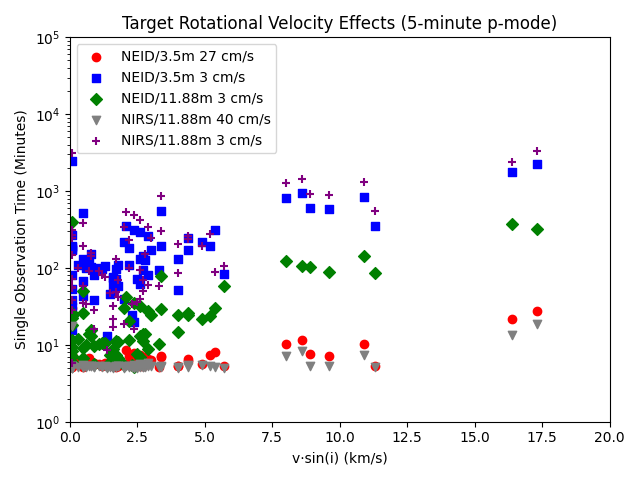 Target Rotational Velocity Effects (5-minute p-mode)
NEID/3.5m 27 cm/s
NEID/3.5m 3 cm/s
NEID/11.88m 3 cm/s
NIRS/11.88m 40 cm/s
NIRS/11.88m 3 cm/s
Single Observation Time (Minutes)
10^5
10^4
10^3
10^2
10^1
10^0
0.0 2.5 5.0 7.5 10.0 12.5 15.0 17.5 20.0
v·sin(i) (km/s)